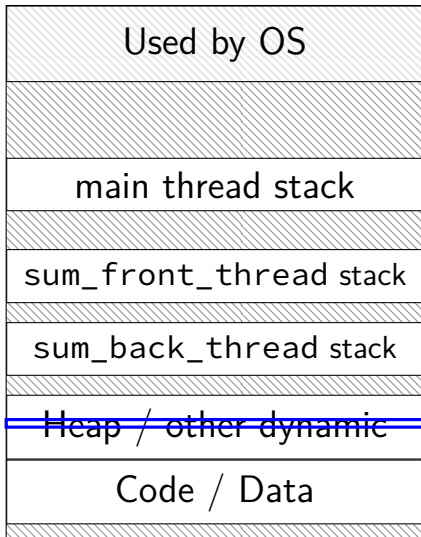 Used by OS
main thread stack
sum_front_thread stack
sum_back_thread stack
Heap / other dynamic
Code / Data